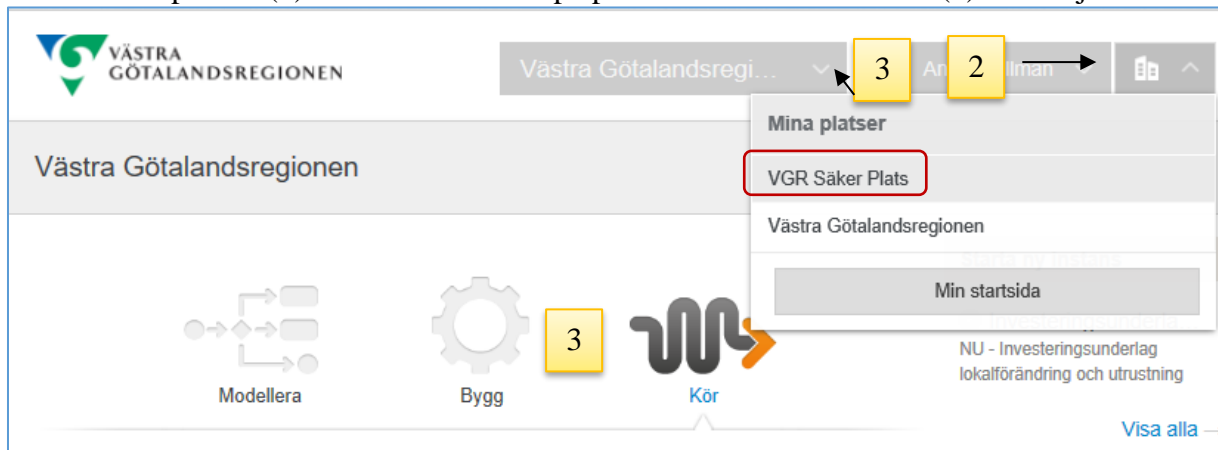 VÄSTRA
GÖTALANDSREGIONEN
Västra Götalandsregi...
3
2
Mina platser
Västra Götalandsregionen
VGR Säker Plats
Västra Götalandsregionen
Min startsida
3
NU - Investeringsunderlag
lokalförändring och utrustning
Modellera
Bygg
Kör
Visa alla